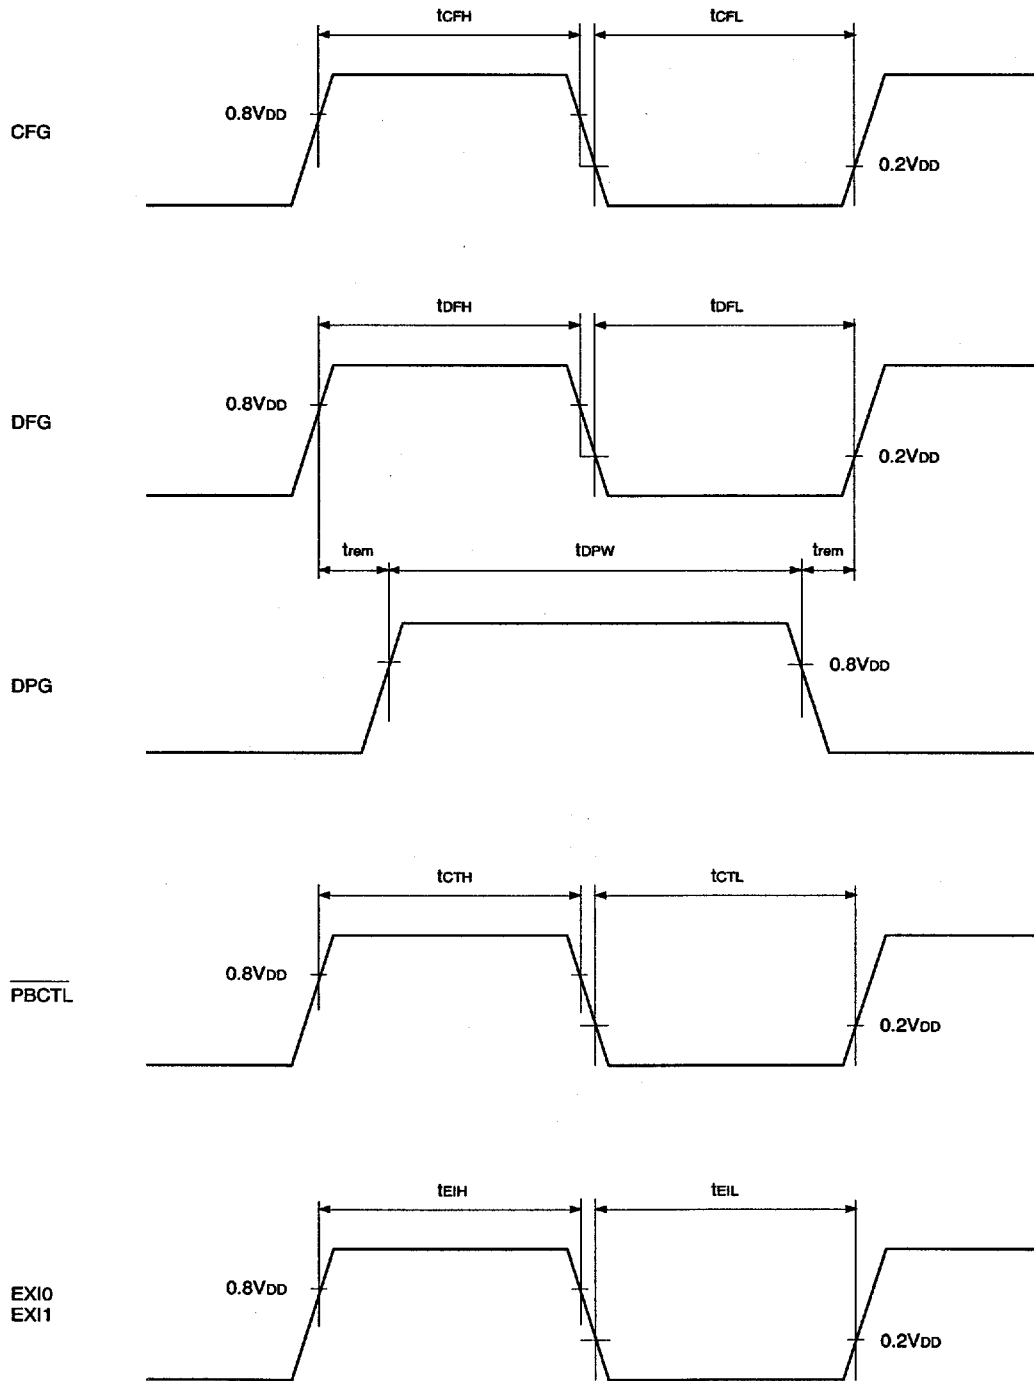 tCFH tCFL
0.8VDD
CFG
0.2VDD
tDFH tDFL
0.8VDD
DFG
0.2VDD
trem tDPW trem
0.8VDD
DPG
tCTH tCTL
0.8VDD
PBCTL
0.2VDD
tEIH tEIL
0.8VDD
EXI0
EXI1
0.2VDD